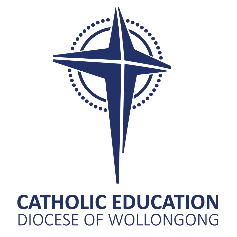 CATHOLIC EDUCATION
DIOCESE OF WOLLONGONG